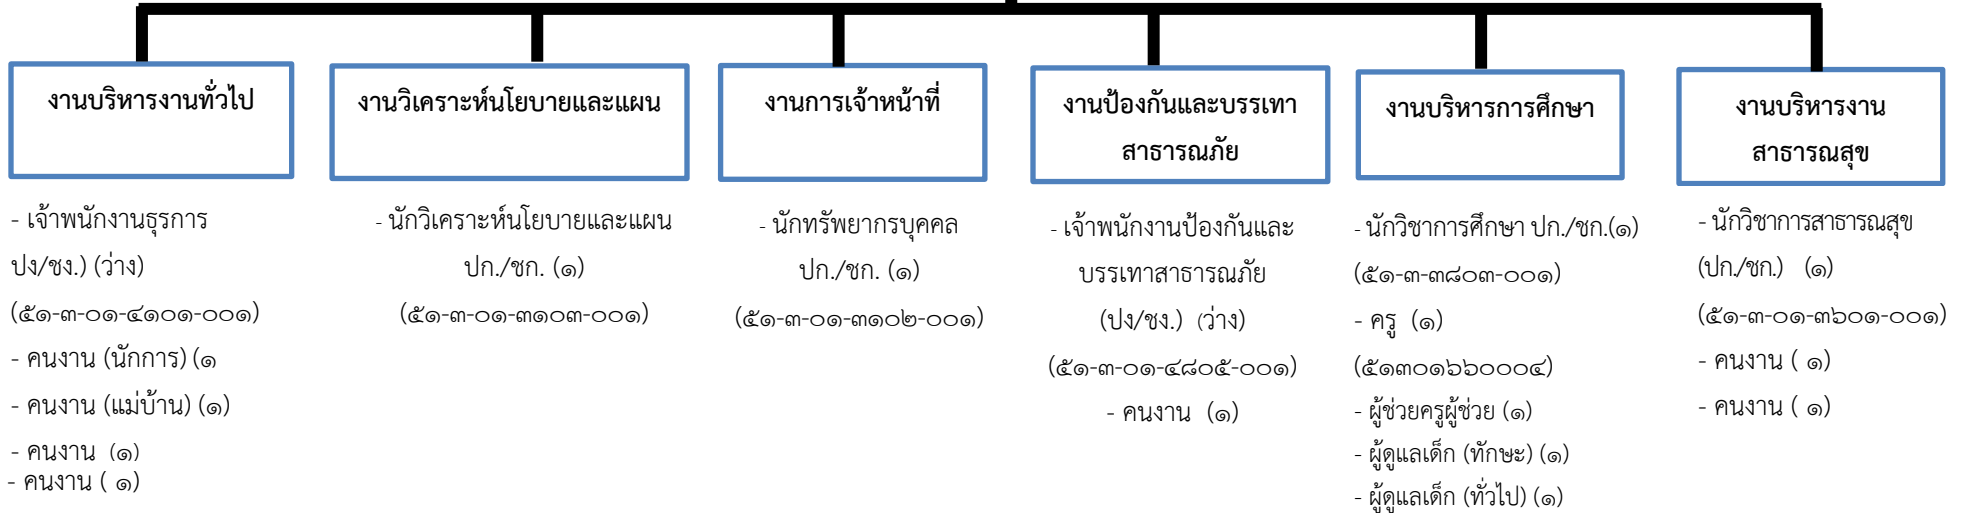 งานบริหารงานทั่วไป
- เจ้าพนักงานธุรการ
ปง/ชง.) (ว่าง)
(๕๑-๓-๐๑-๔๑๐๑-๐๐๑)
- คนงาน (นักการ) (๑
- คนงาน (แม่บ้าน) (๑)
- คนงาน (๑)
- คนงาน ( ๑)
งานวิเคราะห์นโยบายและแผน
- นักวิเคราะห์นโยบายและแผน
ปก./ชก. (๑)
(๕๑-๓-๐๑-๓๑๐๓-๐๐๑)
งานการเจ้าหน้าที่
- นักทรัพยากรบุคคล
ปก./ชก. (๑)
(๕๑-๓-๐๑-๓๑๐๒-๐๐๑)
งานป้องกันและบรรเทา
สาธารณภัย
- เจ้าพนักงานป้องกันและ
บรรเทาสาธารณภัย
(ปง/ชง.) (ว่าง)
(๕๑-๓-๐๑-๔๘๐๕-๐๐๑)
- คนงาน (๑)
งานบริหารการศึกษา
- นักวิชาการศึกษา ปก./ชก.(๑)
(๕๑-๓-๓๘๐๓-๐๐๑)
- ครู (๑)
(๕๑๓๐๑๖๖๐๐๐๔)
- ผู้ช่วยครูผู้ช่วย (๑)
- ผู้ดูแลเด็ก (ทักษะ) (๑)
- ผู้ดูแลเด็ก (ทั่วไป) (๑)
งานบริหารงาน
สาธารณสุข
- นักวิชาการสาธารณสุข
(ปก./ชก.) (๑)
(๕๑-๓-๐๑-๓๖๐๑-๐๐๑)
- คนงาน ( ๑)
- คนงาน ( ๑)